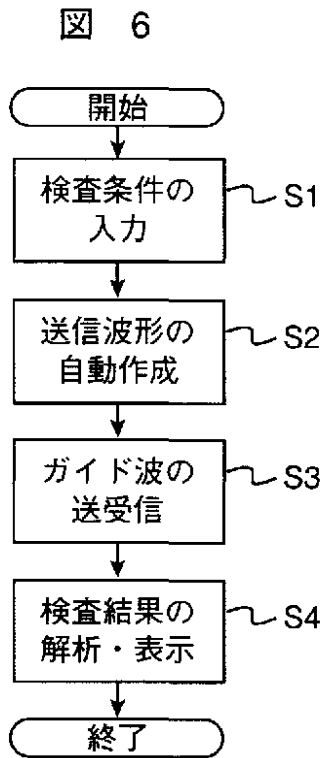 図 6
開始
検査条件の
入力
S1
送信波形の
自動作成
S2
ガイド波の
送受信
S3
検査結果の
解析・表示
S4
終了